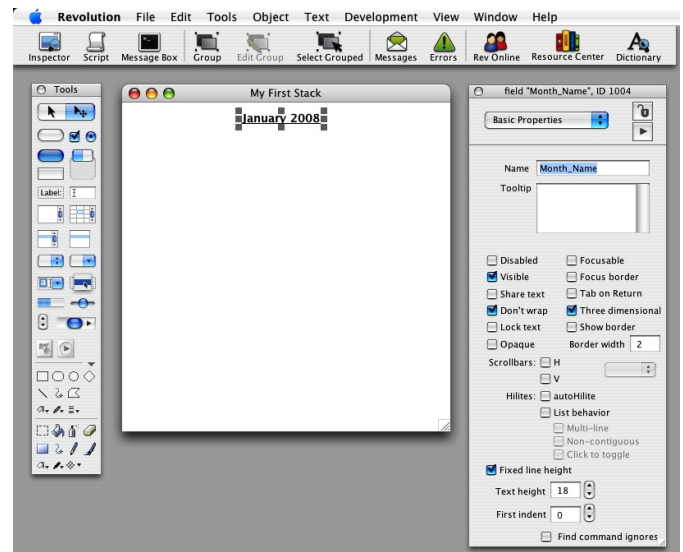 Revolution File Edit Tools Object Text Development View Window Help
Inspector Script Message Box Group Edit Group Select Grouped Messages Errors Rev Online Resource Center Dictionary
Tools
Label:
My First Stack
January 2008
field "Month_Name", ID 1004
Basic Properties
Name Month_Name
Tooltip
Disabled Focusable
Visible Focus border
Share text Tab on Return
Don't wrap Three dimensional
Lock text Show border
Opaque Border width 2
Scrollbars: H
V
Hilites: autoHilite
List behavior
Multi-line
Non-contiguous
Click to toggle
Fixed line height
Text height 18
First indent 0
Find command ignores